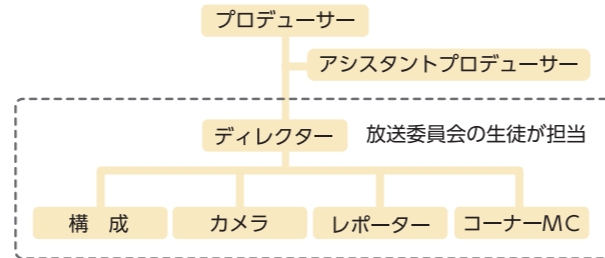 プロデューサー
アシスタントプロデューサー
ディレクター
放送委員会の生徒が担当
構　成
カメラ
レポーター
コーナーMC